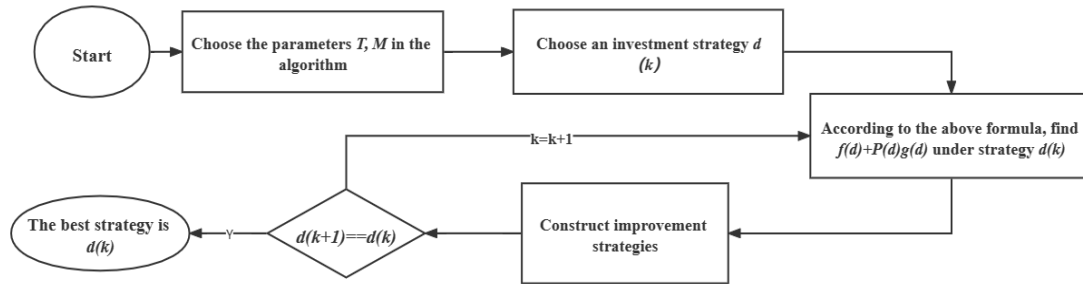 Start
Choose the parameters T, M in the
algorithm
Choose an investment strategy d
(k)
According to the above formula, find
f(d)+P(d)g(d) under strategy d(k)
k=k+1
Construct improvement
strategies
d(k+1)==d(k)
Y
The best strategy is
d(k)